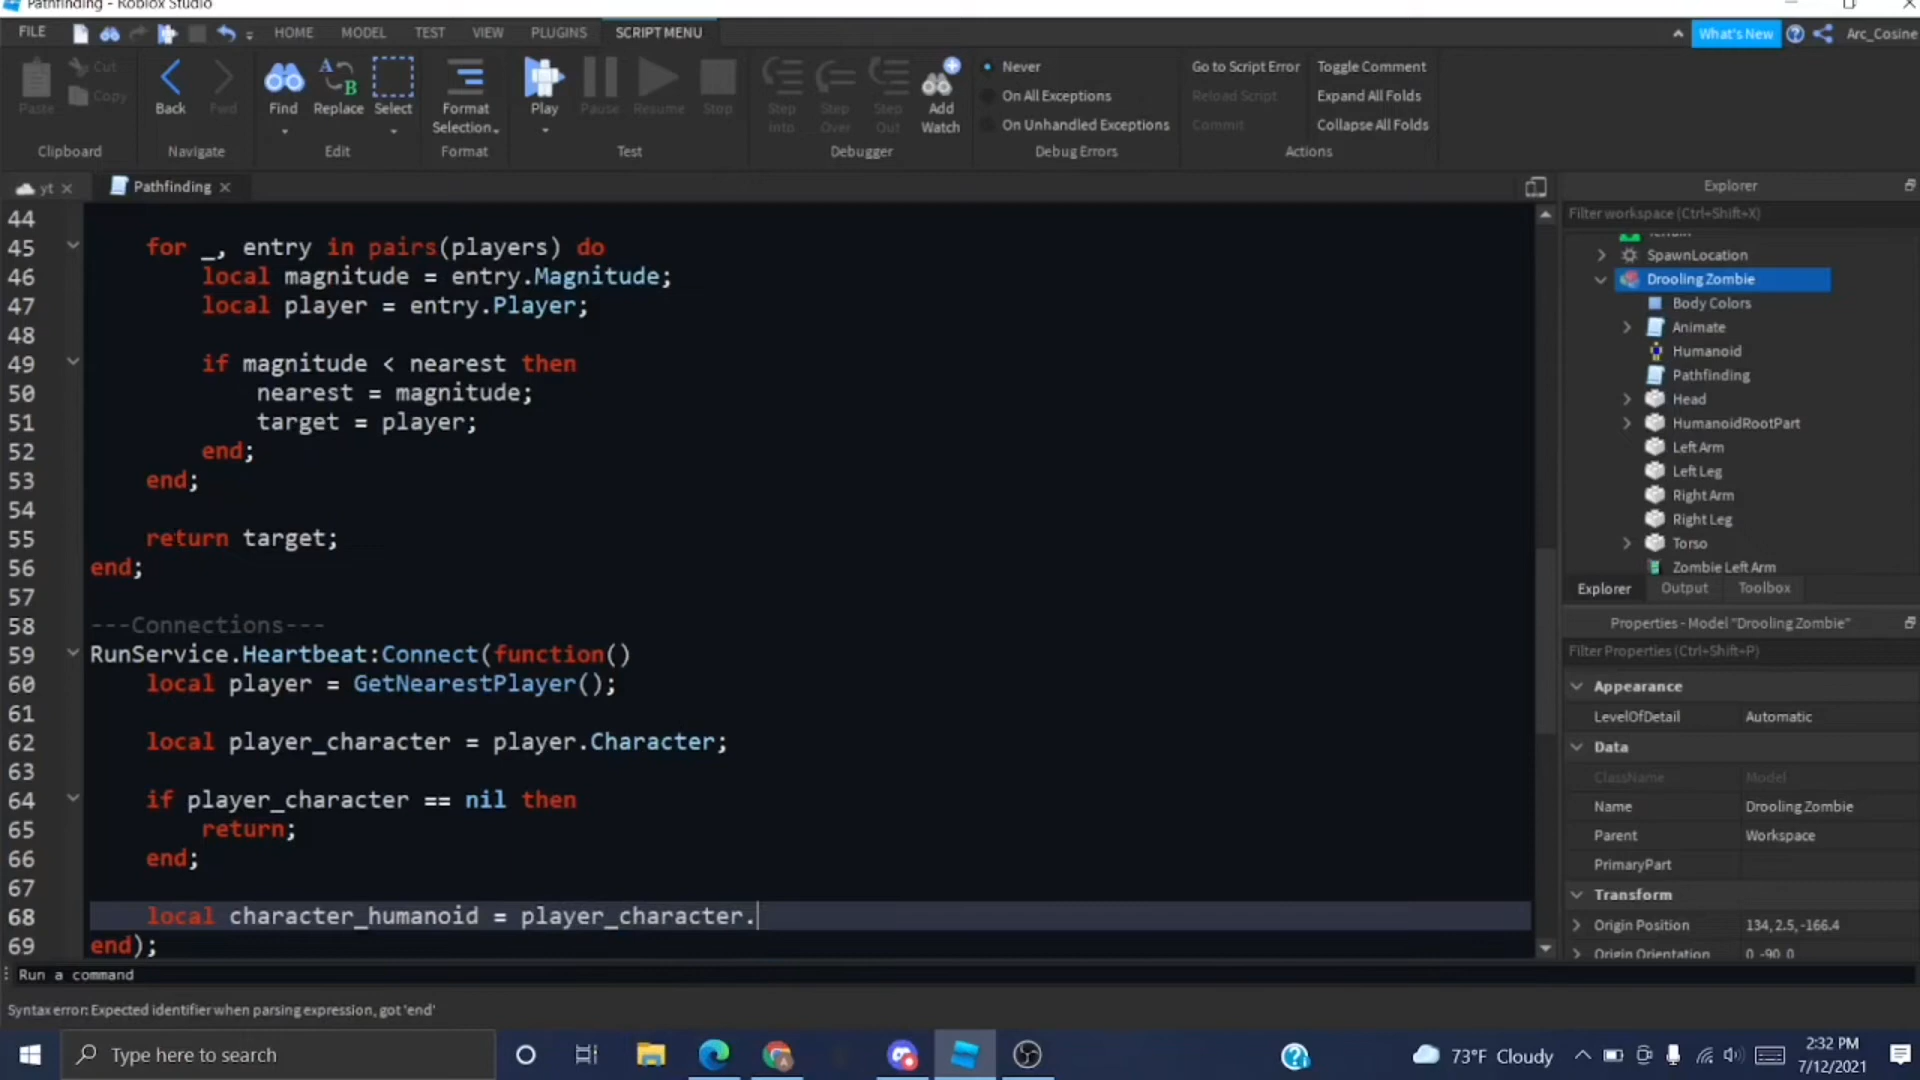 Pathfinding - Roblox Studio
FILE HOME MODEL TEST VIEW PLUGINS SCRIPT MENU What's New Arc_Cosine
Paste Cut Copy Back Fwd Find Replace Select Format Selection Play Pause Resume Stop Step Into Step Over Step Out Add Watch
Never
On All Exceptions
On Unhandled Exceptions
Go to Script Error
Reload Script
Commit
Toggle Comment
Expand All Folds
Collapse All Folds
Clipboard Navigate Edit Format Test Debugger Debug Errors Actions
yt Pathfinding
44
45 for _, entry in pairs(players) do
46 local magnitude = entry.Magnitude;
47 local player = entry.Player;
48
49 if magnitude < nearest then
50 nearest = magnitude;
51 target = player;
52 end;
53 end;
54
55 return target;
56 end;
57
58 ---Connections---
59 RunService.Heartbeat:Connect(function()
60 local player = GetNearestPlayer();
61
62 local player_character = player.Character;
63
64 if player_character == nil then
65 return;
66 end;
67
68 local character_humanoid = player_character.
69 end);
Run a command
Syntax error: Expected identifier when parsing expression, got 'end'
Explorer
Filter workspace (Ctrl+Shift+X)
Terrain
SpawnLocation
Drooling Zombie
Body Colors
Animate
Humanoid
Pathfinding
Head
HumanoidRootPart
Left Arm
Left Leg
Right Arm
Right Leg
Torso
Zombie Left Arm
Explorer Output Toolbox
Properties - Model "Drooling Zombie"
Filter Properties (Ctrl+Shift+P)
Appearance
LevelOfDetail Automatic
Data
ClassName Model
Name Drooling Zombie
Parent Workspace
PrimaryPart
Transform
Origin Position 134, 2.5, -166.4
Origin Orientation 0, -90, 0
Type here to search
73°F Cloudy
2:32 PM
7/12/2021